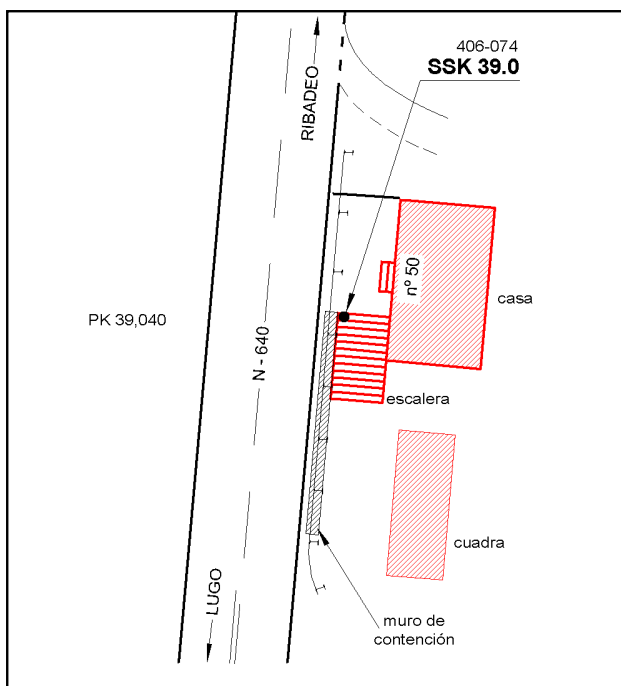 406-074
SSK 39.0
RIBADEO
nº 50
casa
PK 39,040
N - 640
escalera
cuadra
LUGO
muro de
contención